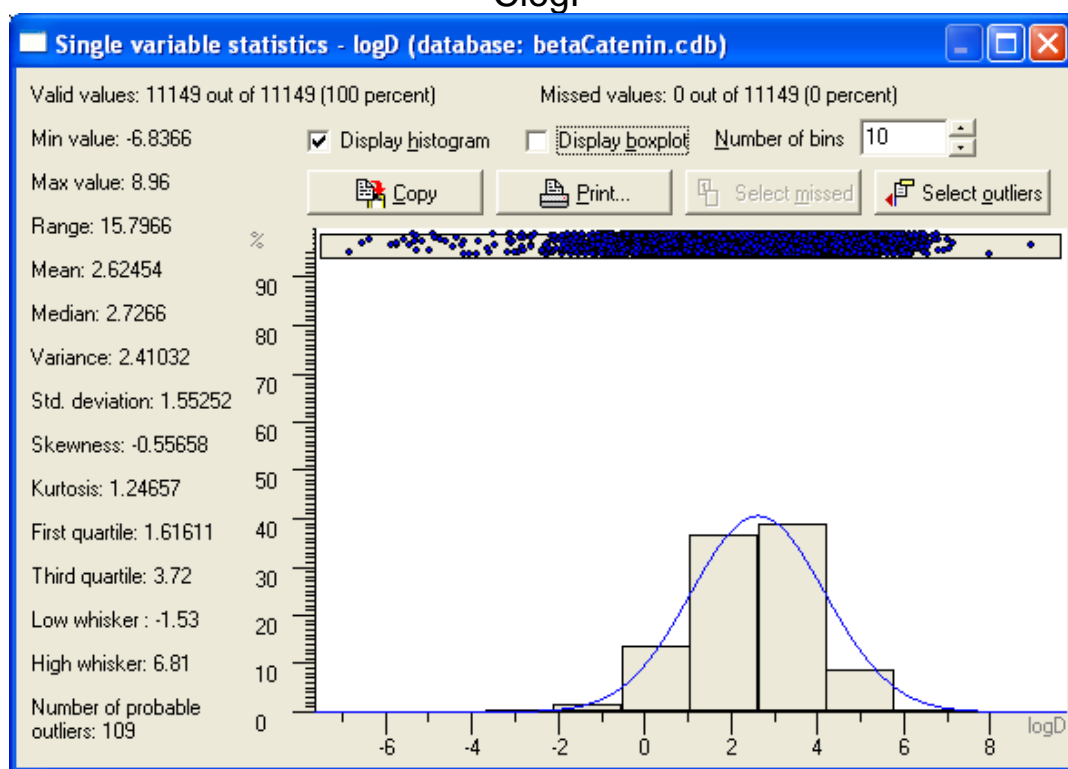 Single variable statistics - logD (database: betaCatenin.cdb)
Valid values: 11149 out of 11149 (100 percent)
Missed values: 0 out of 11149 (0 percent)
Min value: -6.8366
Display histogram
Display boxplot
Number of bins
10
Max value: 8.96
Copy
Print...
Select missed
Select outliers
Range: 15.7966
Mean: 2.62454
Median: 2.7266
Variance: 2.41032
Std. deviation: 1.55252
Skewness: -0.55658
Kurtosis: 1.24657
First quartile: 1.61611
Third quartile: 3.72
Low whisker : -1.53
High whisker: 6.81
Number of probable
outliers: 109
%
90
80
70
60
50
40
30
20
10
0
-6 -4 -2 0 2 4 6 8
logD